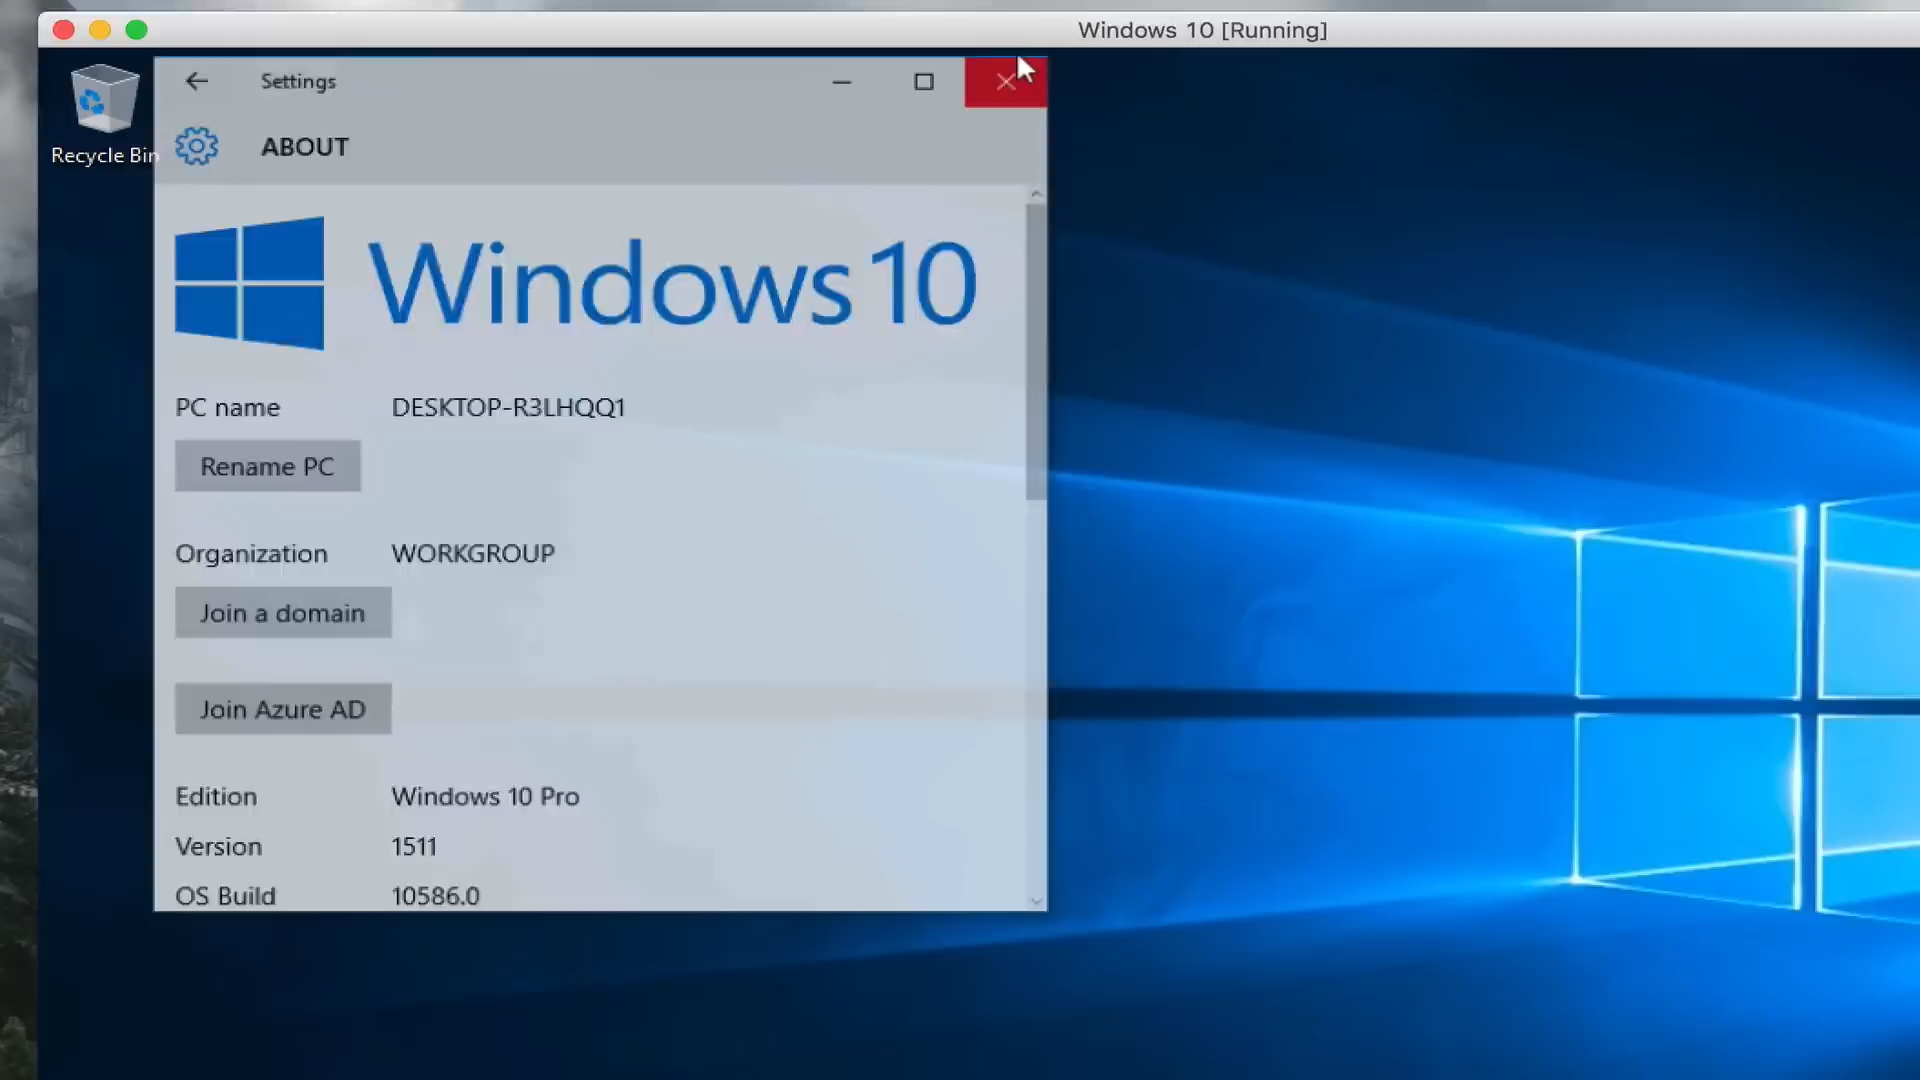 Windows 10 [Running]
Recycle Bin
Settings
ABOUT
Windows 10
PC name DESKTOP-R3LHQQ1
Rename PC
Organization WORKGROUP
Join a domain
Join Azure AD
Edition Windows 10 Pro
Version 1511
OS Build 10586.0